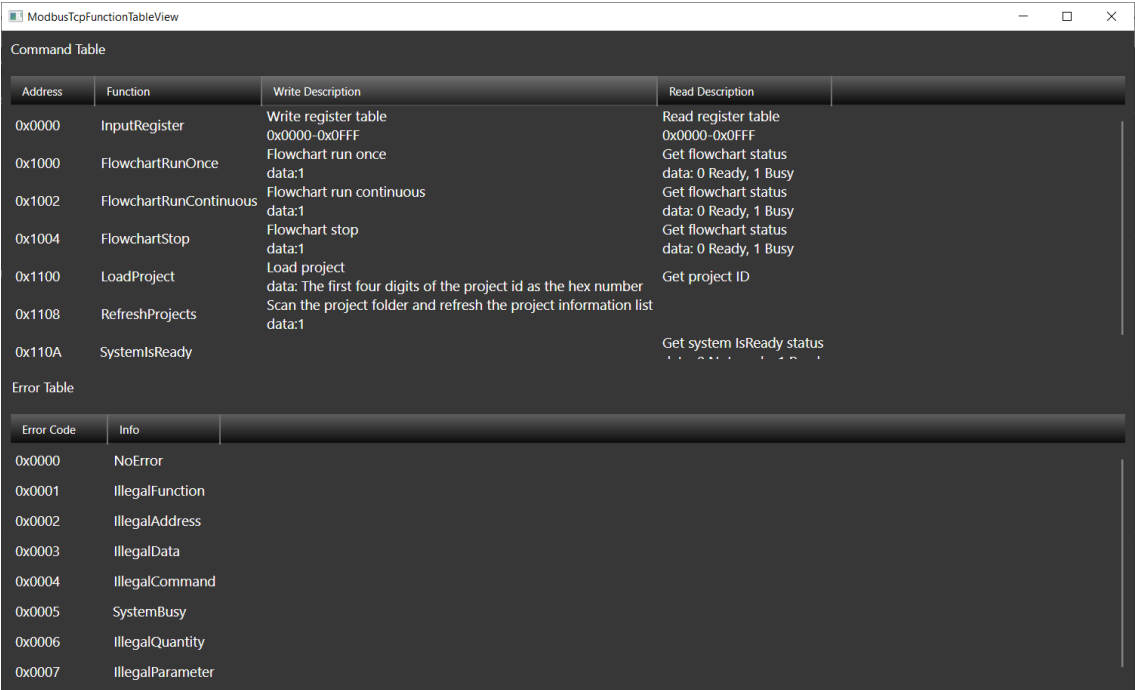 ModbusTcpFunctionTableView
Command Table
Address Function Write Description Read Description
0x0000 InputRegister Write register table Read register table
0x0000-0x0FFF 0x0000-0x0FFF
0x1000 FlowchartRunOnce Flowchart run once Get flowchart status
data:1 data: 0 Ready, 1 Busy
0x1002 FlowchartRunContinuous Flowchart run continuous Get flowchart status
data:1 data: 0 Ready, 1 Busy
0x1004 FlowchartStop Flowchart stop Get flowchart status
data:1 data: 0 Ready, 1 Busy
0x1100 LoadProject Load project Get project ID
data: The first four digits of the project id as the hex number
0x1108 RefreshProjects Scan the project folder and refresh the project information list
data:1
0x110A SystemIsReady Get system IsReady status
Error Table
Error Code Info
0x0000 NoError
0x0001 IllegalFunction
0x0002 IllegalAddress
0x0003 IllegalData
0x0004 IllegalCommand
0x0005 SystemBusy
0x0006 IllegalQuantity
0x0007 IllegalParameter